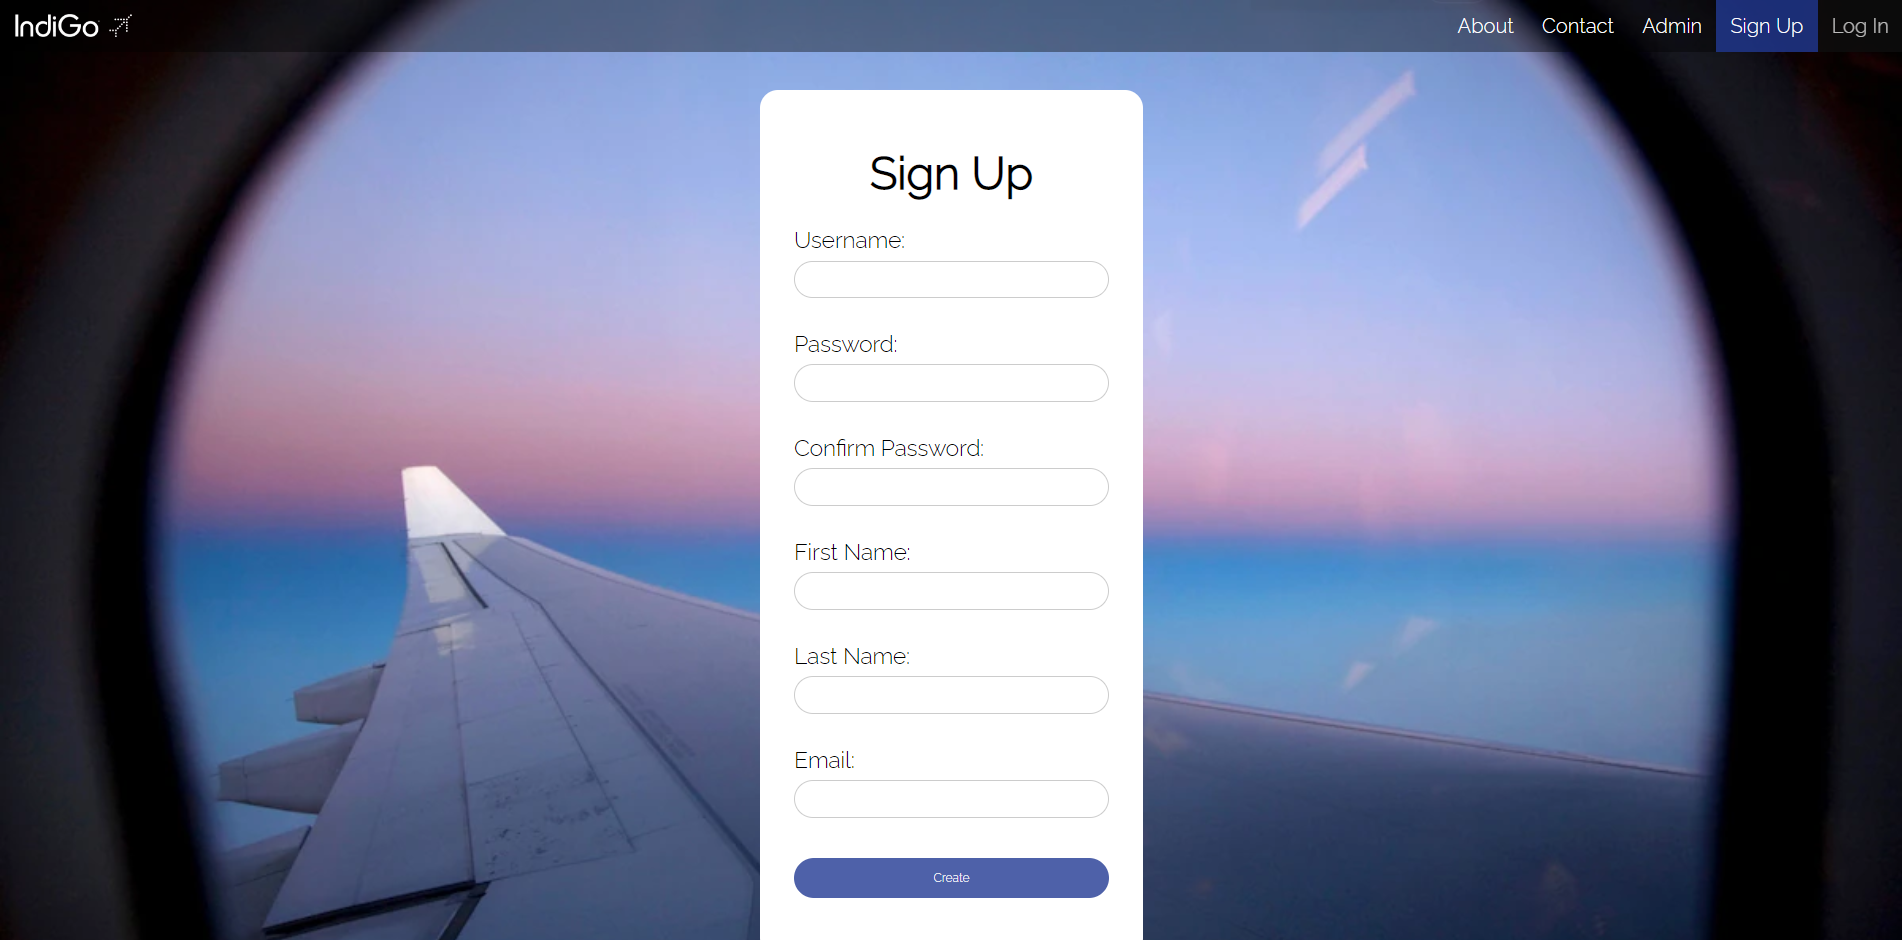 IndiGo
About Contact Admin Sign Up Log In
Sign Up
Username:
Password:
Confirm Password:
First Name:
Last Name:
Email:
Create